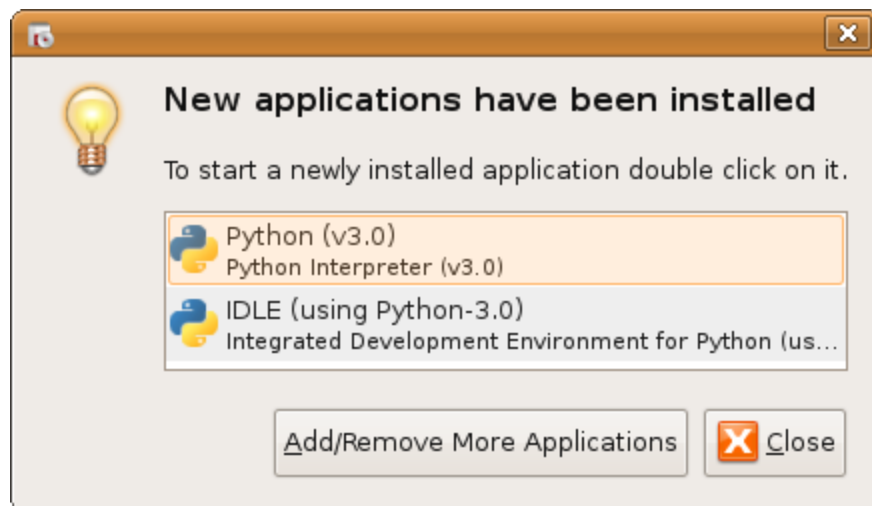 New applications have been installed
To start a newly installed application double click on it.
Python (v3.0)
Python Interpreter (v3.0)
IDLE (using Python-3.0)
Integrated Development Environment for Python (us...
Add/Remove More Applications
Close